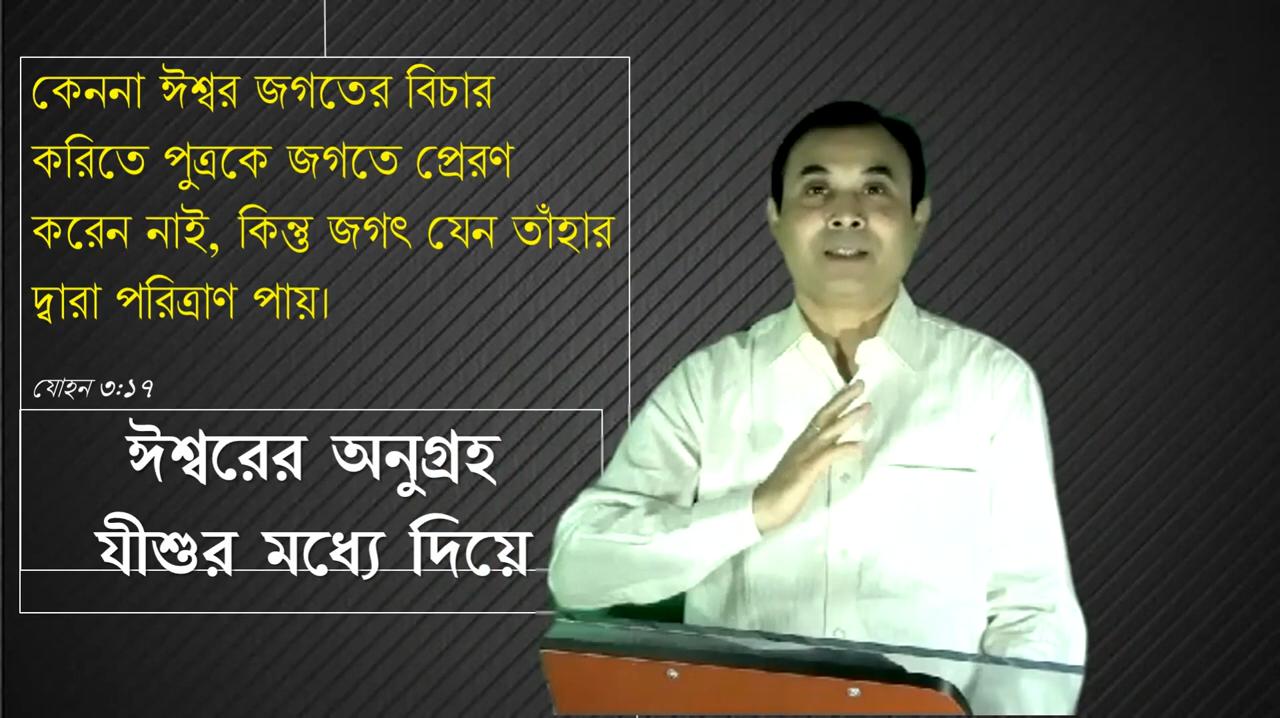 কেননা ঈশ্বর জগতের বিচার
করিতে পুত্রকে জগতে প্রেরণ
করেন নাই, কিন্তু জগৎ যেন তাঁহার
দ্বারা পরিত্রাণ পায়।
যোহন ৩:১৭
ঈশ্বরের অনুগ্রহ
যীশুর মধ্যে দিয়ে